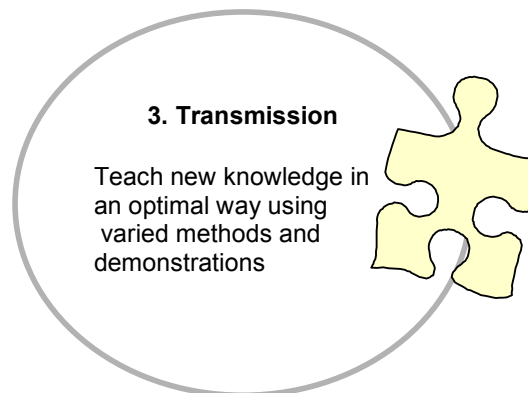 3. Transmission
Teach new knowledge in
an optimal way using
varied methods and
demonstrations